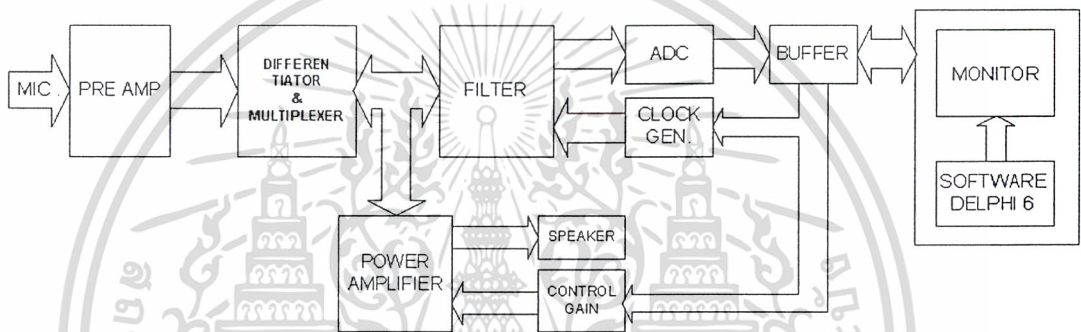 MIC.
PRE AMP
DIFFEREN
TIATOR
&
MULTIPLEXER
FILTER
ADC
BUFFER
CLOCK
GEN.
MONITOR
SOFTWARE
DELPHI 6
POWER
AMPLIFIER
SPEAKER
CONTROL
GAIN